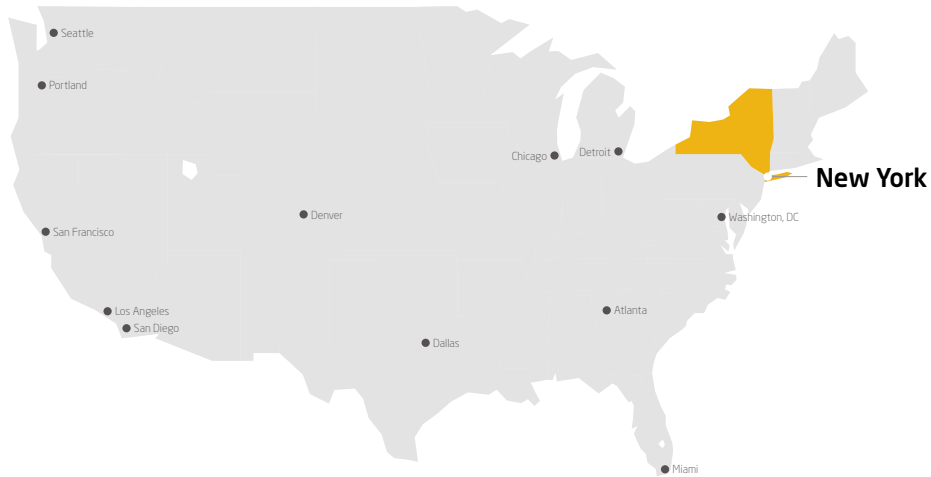 Seattle
Portland
Chicago
Detroit
New York
Denver
Washington, DC
San Francisco
Los Angeles
Atlanta
San Diego
Dallas
Miami